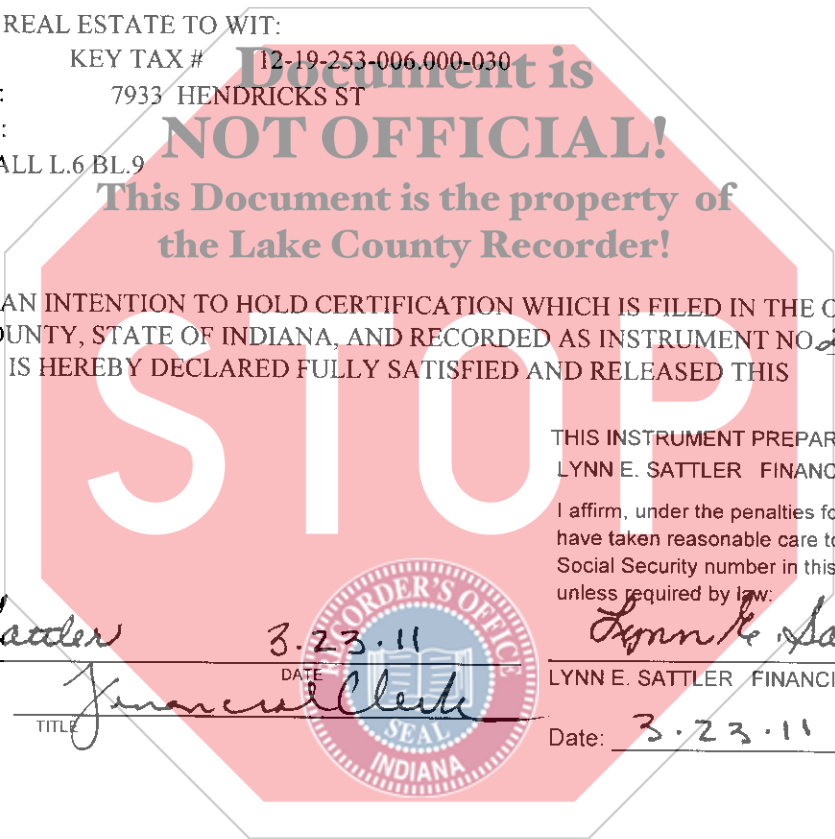 REAL ESTATE TO WIT:
KEY TAX # 12-19-253-006.000-030
: 7933 HENDRICKS ST
:
ALL L.6 BL.9
Document is
NOT OFFICIAL!
This Document is the property of
the Lake County Recorder!
AN INTENTION TO HOLD CERTIFICATION WHICH IS FILED IN THE
OUNTY, STATE OF INDIANA, AND RECORDED AS INSTRUMENT NO. 2
IS HEREBY DECLARED FULLY SATISFIED AND RELEASED THIS
STOP
THIS INSTRUMENT PREPAR
LYNN E. SATTLER FINANC
I affirm, under the penalties fo
have taken reasonable care to
Social Security number in this
unless required by law:
attler 3.23.11
DATE
Financial Clerk
TITLE
Lynn E. Sa
LYNN E. SATTLER FINANCI
Date: 3.23.11
RECORDER'S OFFICE
SEAL
INDIANA